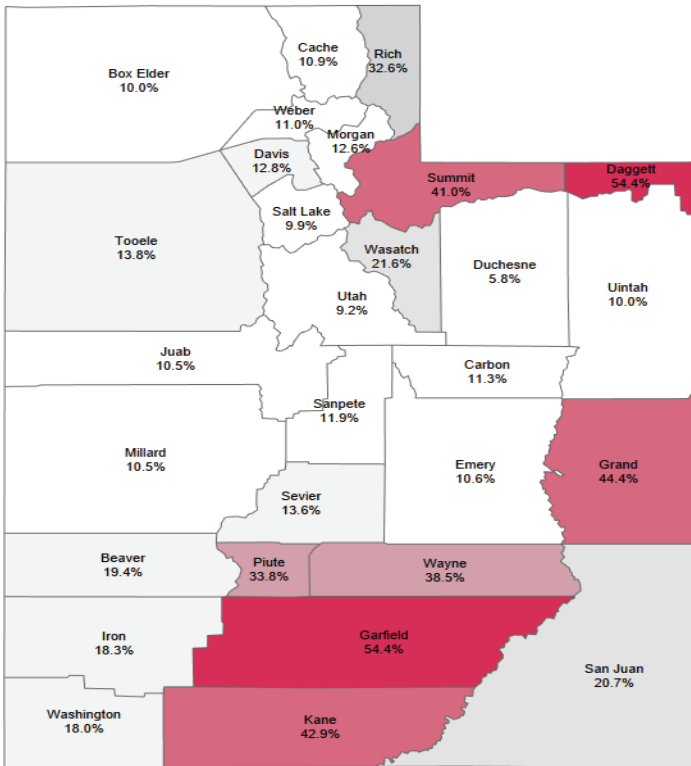 Cache
10.9%
Rich
32.6%
Box Elder
10.0%
Weber
11.0%
Morgan
12.6%
Davis
12.8%
Summit
41.0%
Daggett
54.4%
Salt Lake
9.9%
Tooele
13.8%
Wasatch
21.6%
Duchesne
5.8%
Uintah
10.0%
Utah
9.2%
Juab
10.5%
Carbon
11.3%
Sanpete
11.9%
Millard
10.5%
Emery
10.6%
Grand
44.4%
Sevier
13.6%
Beaver
19.4%
Piute
33.8%
Wayne
38.5%
Iron
18.3%
Garfield
54.4%
San Juan
20.7%
Washington
18.0%
Kane
42.9%